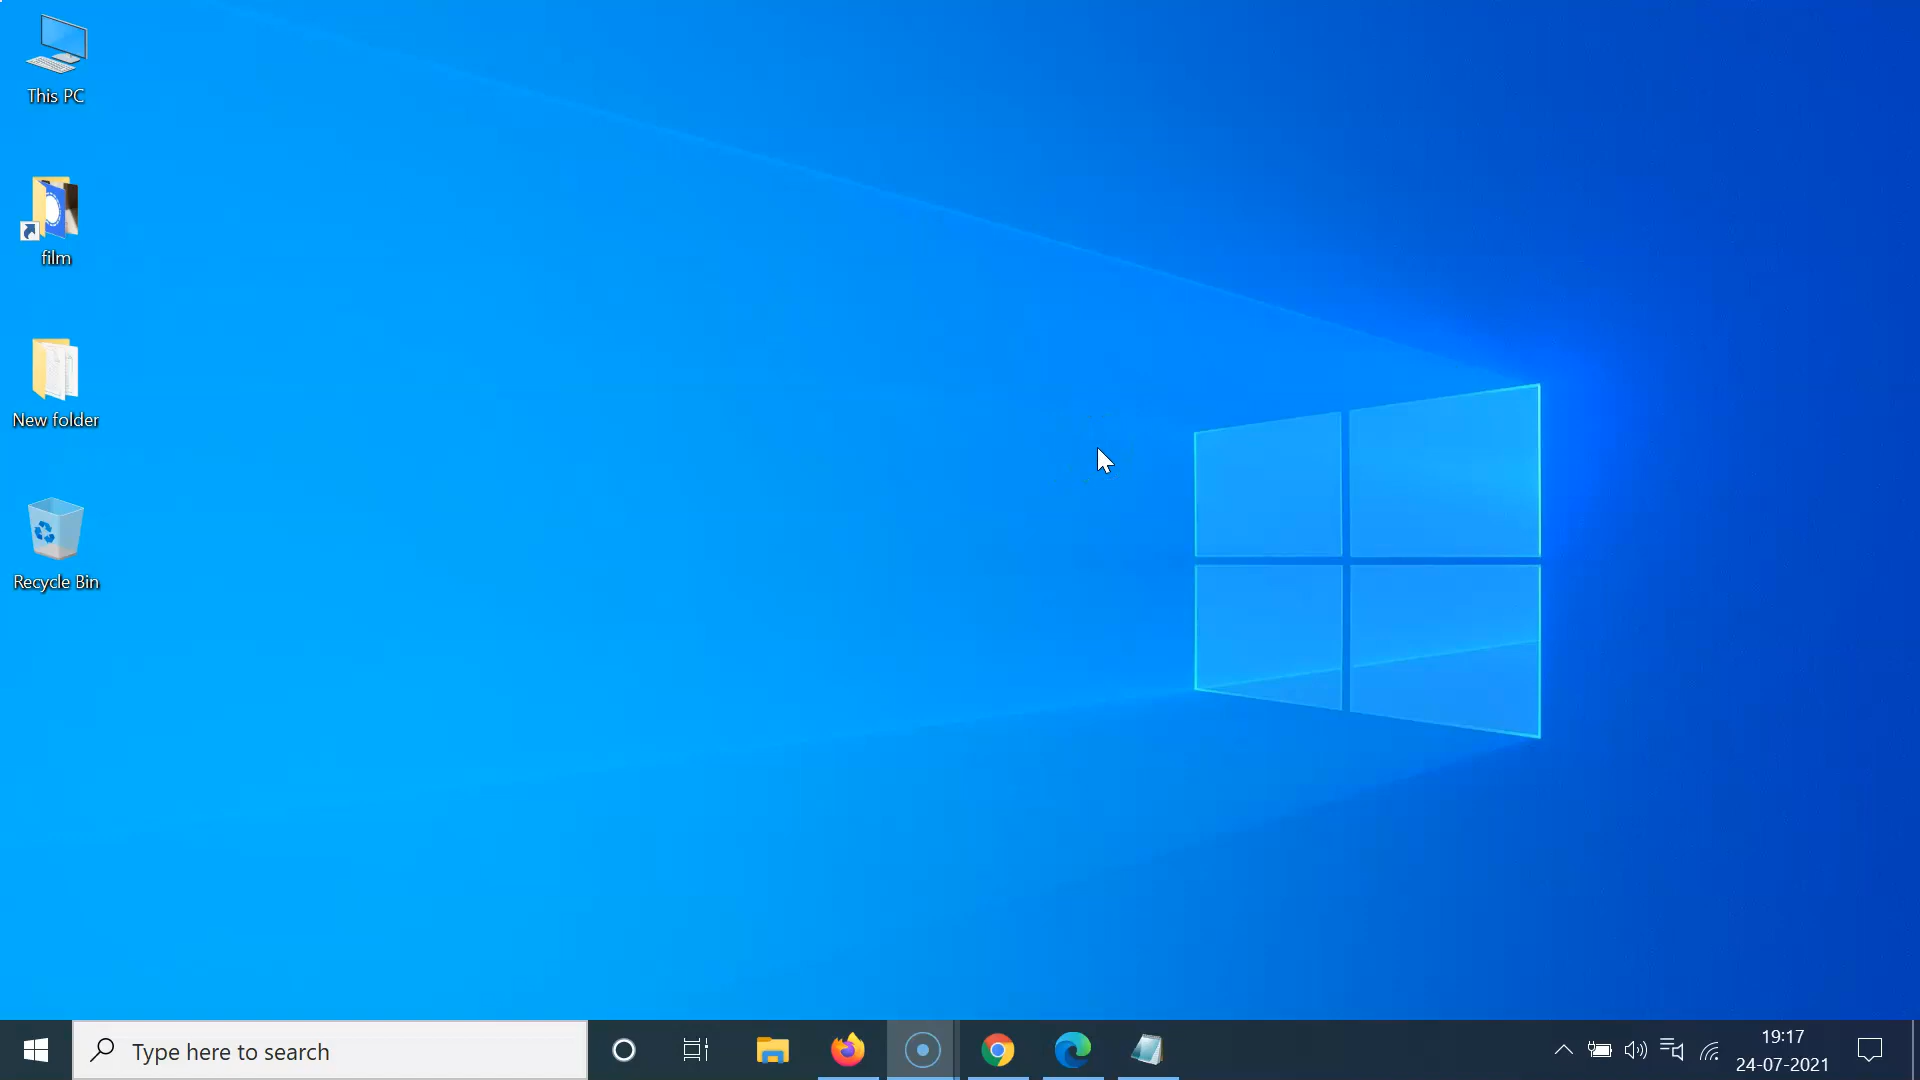 This PC
film
New folder
Recycle Bin
Type here to search
19:17
24-07-2021